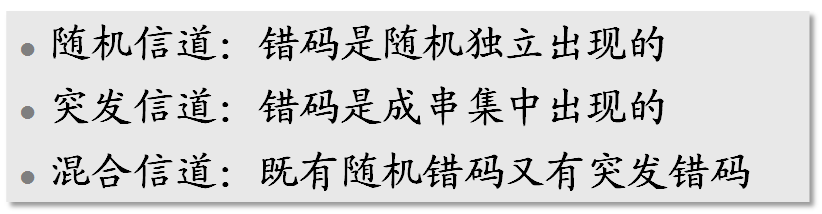 随机信道：错码是随机独立出现的
突发信道：错码是成串集中出现的
混合信道：既有随机错码又有突发错码